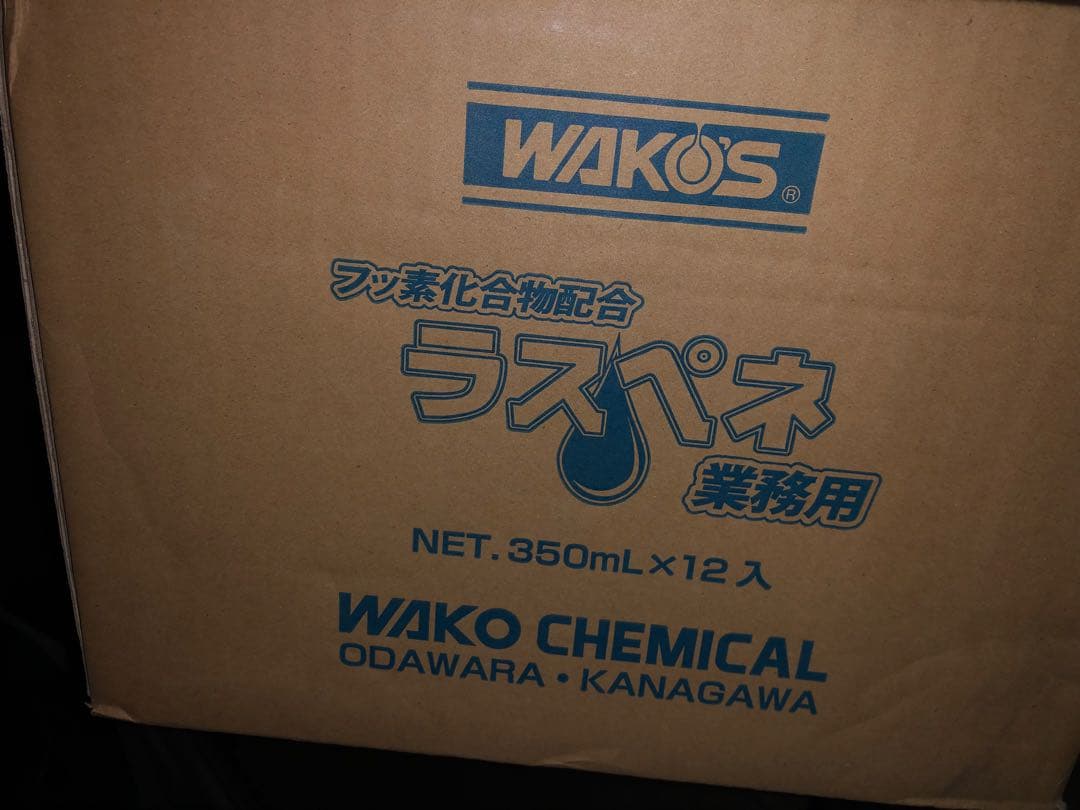 WAKO'S®
フッ素化合物配合
ラスペネ
業務用
NET. 350mL×12入
WAKO CHEMICAL
ODAWARA・KANAGAWA